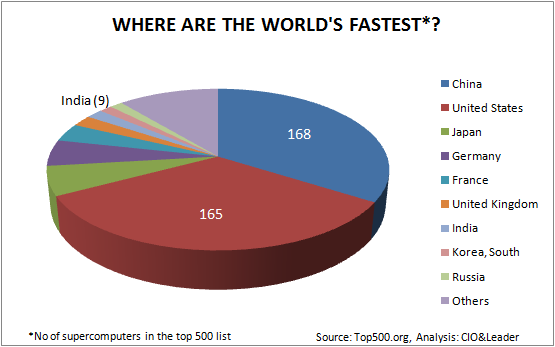 WHERE ARE THE WORLD'S FASTEST*?
India (9)
168
165
China
United States
Japan
Germany
France
United Kingdom
India
Korea, South
Russia
Others
*No of supercomputers in the top 500 list
Source: Top500.org, Analysis: CIO&Leader